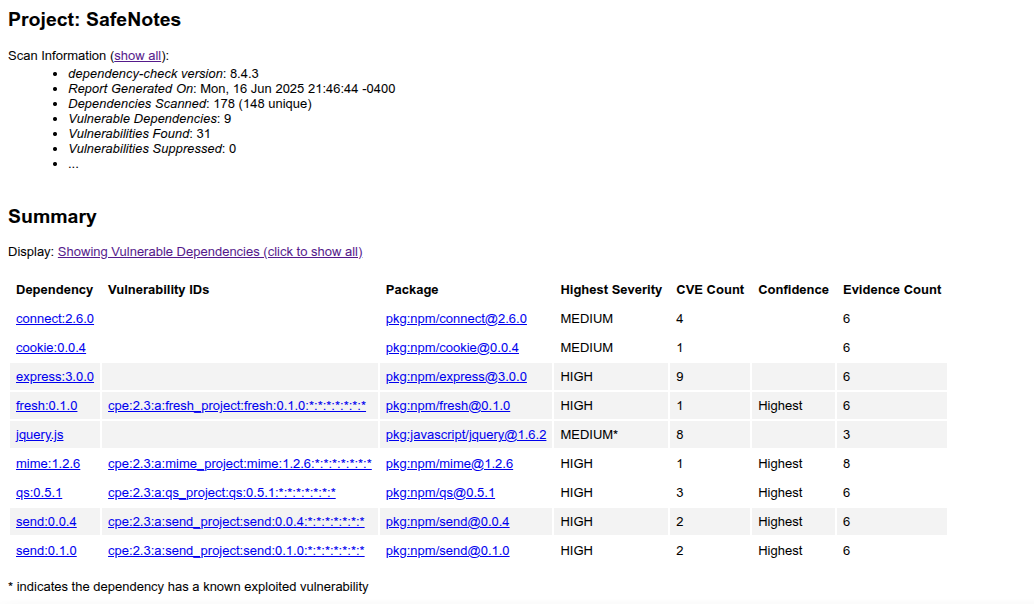 Project: SafeNotes
Scan Information (show all):
• dependency-check version: 8.4.3
• Report Generated On: Mon, 16 Jun 2025 21:46:44 -0400
• Dependencies Scanned: 178 (148 unique)
• Vulnerable Dependencies: 9
• Vulnerabilities Found: 31
• Vulnerabilities Suppressed: 0
• ...
Summary
Display: Showing Vulnerable Dependencies (click to show all)
Dependency Vulnerability IDs Package Highest Severity CVE Count Confidence Evidence Count
connect:2.6.0 pkg:npm/connect@2.6.0 MEDIUM 4 6
cookie:0.0.4 pkg:npm/cookie@0.0.4 MEDIUM 1 6
express:3.0.0 pkg:npm/express@3.0.0 HIGH 9 6
fresh:0.1.0 cpe:2.3:a:fresh_project:fresh:0.1.0:*:*:*:*:*:*:* pkg:npm/fresh@0.1.0 HIGH 1 Highest 6
jquery.js pkg:javascript/jquery@1.6.2 MEDIUM* 8 3
mime:1.2.6 cpe:2.3:a:mime_project:mime:1.2.6:*:*:*:*:*:*:* pkg:npm/mime@1.2.6 HIGH 1 Highest 8
qs:0.5.1 cpe:2.3:a:qs_project:qs:0.5.1:*:*:*:*:*:*:* pkg:npm/qs@0.5.1 HIGH 3 Highest 6
send:0.0.4 cpe:2.3:a:send_project:send:0.0.4:*:*:*:*:*:*:* pkg:npm/send@0.0.4 HIGH 2 Highest 6
send:0.1.0 cpe:2.3:a:send_project:send:0.1.0:*:*:*:*:*:*:* pkg:npm/send@0.1.0 HIGH 2 Highest 6
* indicates the dependency has a known exploited vulnerability